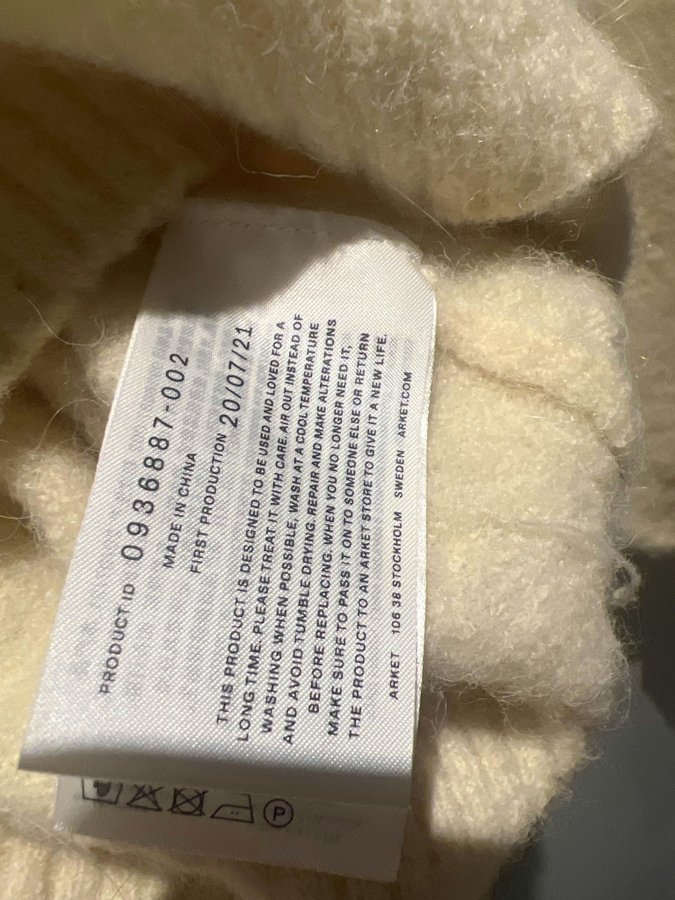 PRODUCT ID 0936887-002
MADE IN CHINA
FIRST PRODUCTION 20/07/21
THIS PRODUCT IS DESIGNED TO BE USED AND LOVED FOR A
LONG TIME. PLEASE TREAT IT WITH CARE. AIR OUT INSTEAD OF
WASHING WHEN POSSIBLE, WASH AT A COOL TEMPERATURE
AND AVOID TUMBLE DRYING. REPAIR AND MAKE ALTERATIONS
BEFORE REPLACING. WHEN YOU NO LONGER NEED IT,
MAKE SURE TO PASS IT ON TO SOMEONE ELSE OR RETURN
THE PRODUCT TO AN ARKET STORE TO GIVE IT A NEW LIFE.
ARKET 106 38 STOCKHOLM SWEDEN ARKET.COM
P